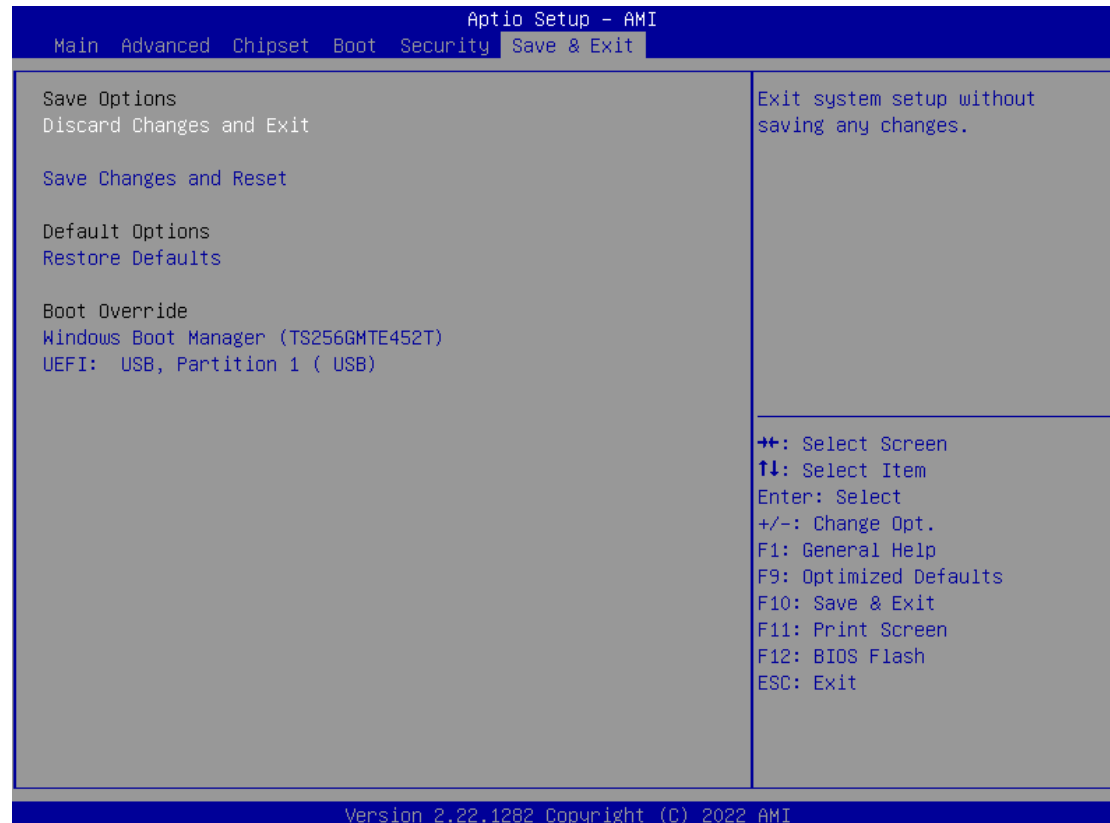 Aptio Setup – AMI
Main Advanced Chipset Boot Security Save & Exit
Save Options
Discard Changes and Exit
Save Changes and Reset
Default Options
Restore Defaults
Boot Override
Windows Boot Manager (TS256GMTE452T)
UEFI: USB, Partition 1 ( USB)
Exit system setup without
saving any changes.
→←: Select Screen
↑↓: Select Item
Enter: Select
+/-: Change Opt.
F1: General Help
F9: Optimized Defaults
F10: Save & Exit
F11: Print Screen
F12: BIOS Flash
ESC: Exit
Version 2.22.1282 Copyright (C) 2022 AMI